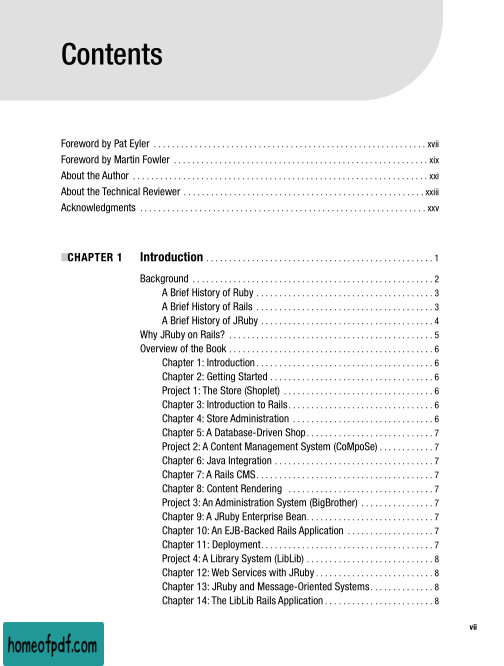 Contents
Foreword by Pat Eyler . . . . . . . . . . . . . . . . . . . . . . . . . . . . . . xvii
Foreword by Martin Fowler . . . . . . . . . . . . . . . . . . . . . . . . . . . . . . xix
About the Author . . . . . . . . . . . . . . . . . . . . . . . . . . . . . . xxi
About the Technical Reviewer . . . . . . . . . . . . . . . . . . . . . . . . . . . . . . xxiii
Acknowledgments . . . . . . . . . . . . . . . . . . . . . . . . . . . . . . xxv
■CHAPTER 1 Introduction . . . . . . . . . . . . . . . . . . . . . . . . . . . . . . 1
Background . . . . . . . . . . . . . . . . . . . . . . . . . . . . . . 2
A Brief History of Ruby . . . . . . . . . . . . . . . . . . . . . . . . . . . . . . 3
A Brief History of Rails . . . . . . . . . . . . . . . . . . . . . . . . . . . . . . 3
A Brief History of JRuby . . . . . . . . . . . . . . . . . . . . . . . . . . . . . . 4
Why JRuby on Rails? . . . . . . . . . . . . . . . . . . . . . . . . . . . . . . 5
Overview of the Book . . . . . . . . . . . . . . . . . . . . . . . . . . . . . . 6
Chapter 1: Introduction . . . . . . . . . . . . . . . . . . . . . . . . . . . . . . 6
Chapter 2: Getting Started . . . . . . . . . . . . . . . . . . . . . . . . . . . . . . 6
Project 1: The Store (Shoplet) . . . . . . . . . . . . . . . . . . . . . . . . . . . . . . 6
Chapter 3: Introduction to Rails . . . . . . . . . . . . . . . . . . . . . . . . . . . . . . 6
Chapter 4: Store Administration . . . . . . . . . . . . . . . . . . . . . . . . . . . . . . 6
Chapter 5: A Database-Driven Shop . . . . . . . . . . . . . . . . . . . . . . . . . . . . 7
Project 2: A Content Management System (CoMpoSe) . . . . . . . . . . . . 7
Chapter 6: Java Integration . . . . . . . . . . . . . . . . . . . . . . . . . . . . . . 7
Chapter 7: A Rails CMS . . . . . . . . . . . . . . . . . . . . . . . . . . . . . . 7
Chapter 8: Content Rendering . . . . . . . . . . . . . . . . . . . . . . . . . . . . . . 7
Project 3: An Administration System (BigBrother) . . . . . . . . . . . . . . . . 7
Chapter 9: A JRuby Enterprise Bean . . . . . . . . . . . . . . . . . . . . . . . . . . . . 7
Chapter 10: An EJB-Backed Rails Application . . . . . . . . . . . . . . . . . . . 7
Chapter 11: Deployment . . . . . . . . . . . . . . . . . . . . . . . . . . . . . . 7
Project 4: A Library System (LibLib) . . . . . . . . . . . . . . . . . . . . . . . . . . . . 8
Chapter 12: Web Services with JRuby . . . . . . . . . . . . . . . . . . . . . . . . . . 8
Chapter 13: JRuby and Message-Oriented Systems . . . . . . . . . . . . . . 8
Chapter 14: The LibLib Rails Application . . . . . . . . . . . . . . . . . . . . . . . . 8
vii
homeofpdf.com